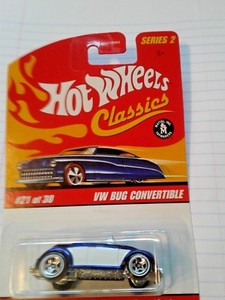 SERIES 2
Hot Wheels
Classics
#21 of 30
VW BUG CONVERTIBLE